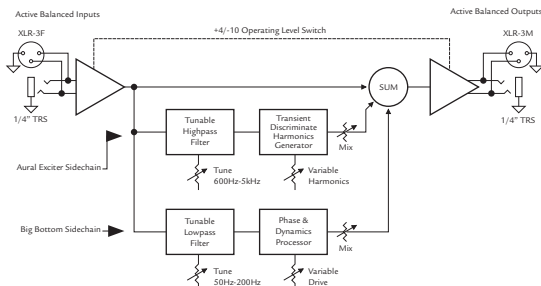 Active Balanced Inputs
Active Balanced Outputs
XLR-3F
+4/-10 Operating Level Switch
XLR-3M
SUM
1/4" TRS
1/4" TRS
Tunable
Highpass
Filter
Transient
Discriminate
Harmonics
Generator
Mix
Aural Exciter Sidechain
Tune
600Hz-5kHz
Variable
Harmonics
Big Bottom Sidechain
Tunable
Lowpass
Filter
Phase &
Dynamics
Processor
Mix
Tune
50Hz-200Hz
Variable
Drive